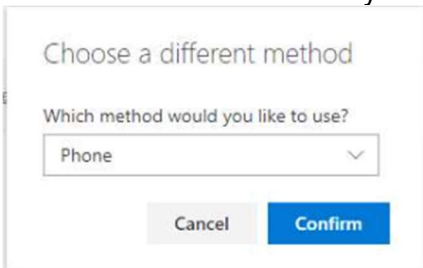 Choose a different method
Which method would you like to use?
Phone
Cancel Confirm